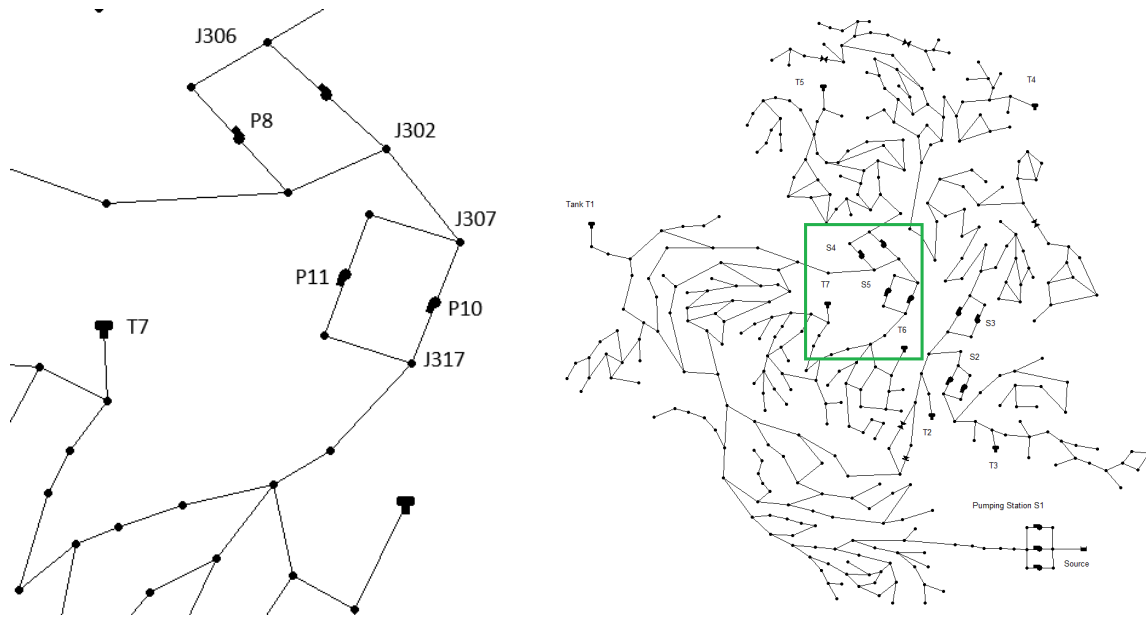 J306
P8
J302
J307
P11
P10
T7
J317
T5
T4
Tank T1
S4
S5
T7
T6
S3
S2
T2
T3
Pumping Station S1
Source